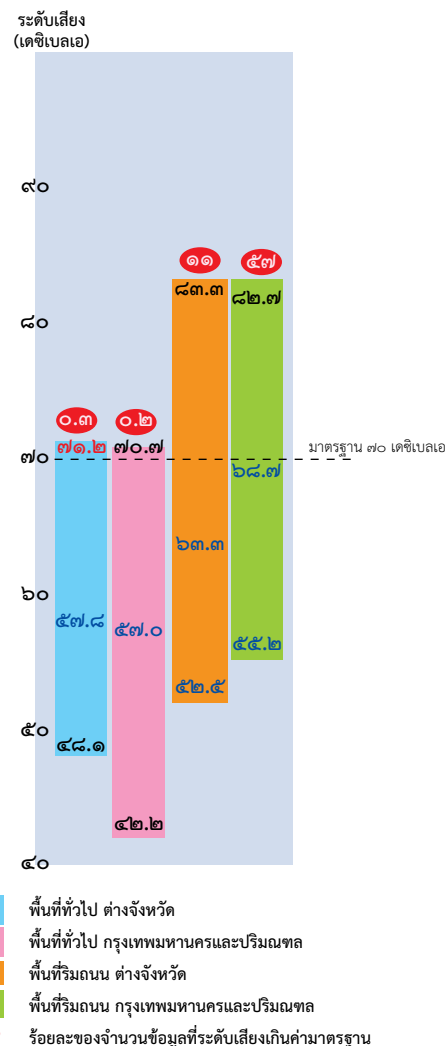 ระดับเสียง
(เดซิเบลเอ)
๙๐
๑๑ ๕๗
๘๓.๓ ๘๒.๗
๘๐
๐.๓ ๐.๒
๗๑.๒ ๗๐.๗
๗๐ มาตรฐาน ๗๐ เดซิเบลเอ
๖๘.๗
๖๓.๓
๖๐
๕๗.๘ ๕๗.๐
๕๕.๒
๕๒.๕
๕๐
๔๘.๑
๔๒.๒
๔๐
พื้นที่ทั่วไป ต่างจังหวัด
พื้นที่ทั่วไป กรุงเทพมหานครและปริมณฑล
พื้นที่ริมถนน ต่างจังหวัด
พื้นที่ริมถนน กรุงเทพมหานครและปริมณฑล
ร้อยละของจำนวนข้อมูลที่ระดับเสียงเกินค่ามาตรฐาน